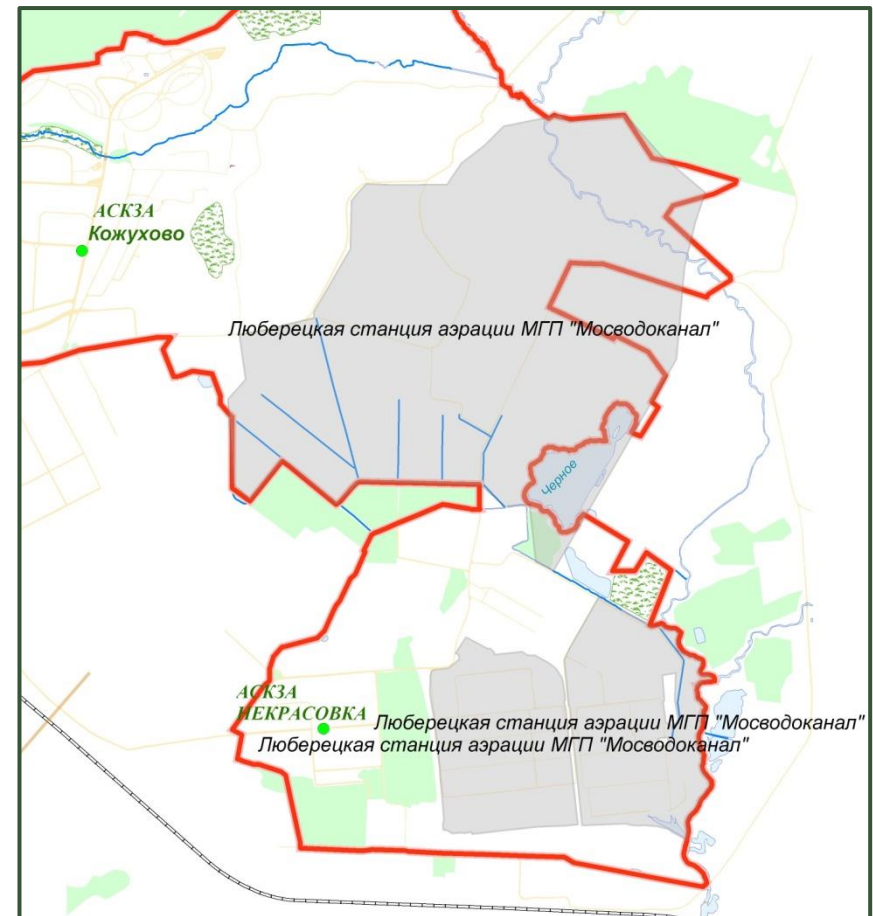 АСКЗА
Кожухово
Люберецкая станция аэрации МГП "Мосводоканал"
Черное
АСКЗА
НЕКРАСОВКА
Люберецкая станция аэрации МГП "Мосводоканал"
Люберецкая станция аэрации МГП "Мосводоканал"